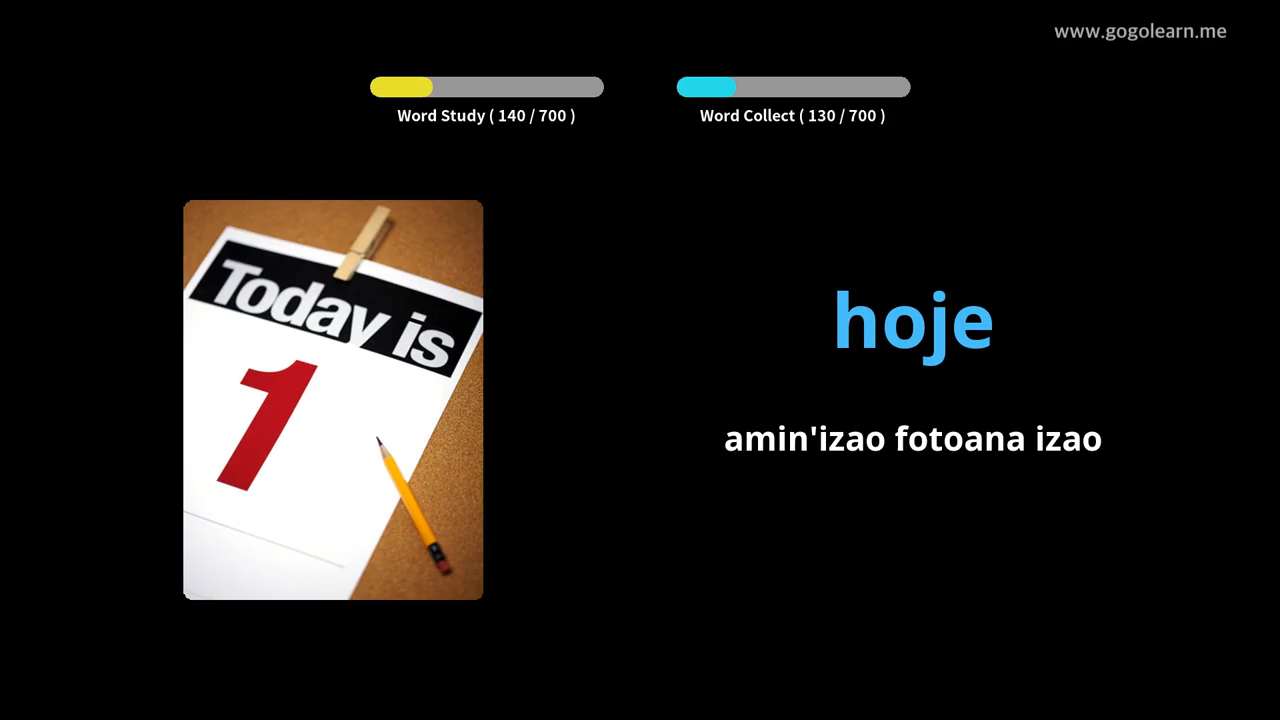 www.gogolearn.me
Word Study ( 140 / 700 )
Word Collect ( 130 / 700 )
Today is
1
hoje
amin'izao fotoana izao